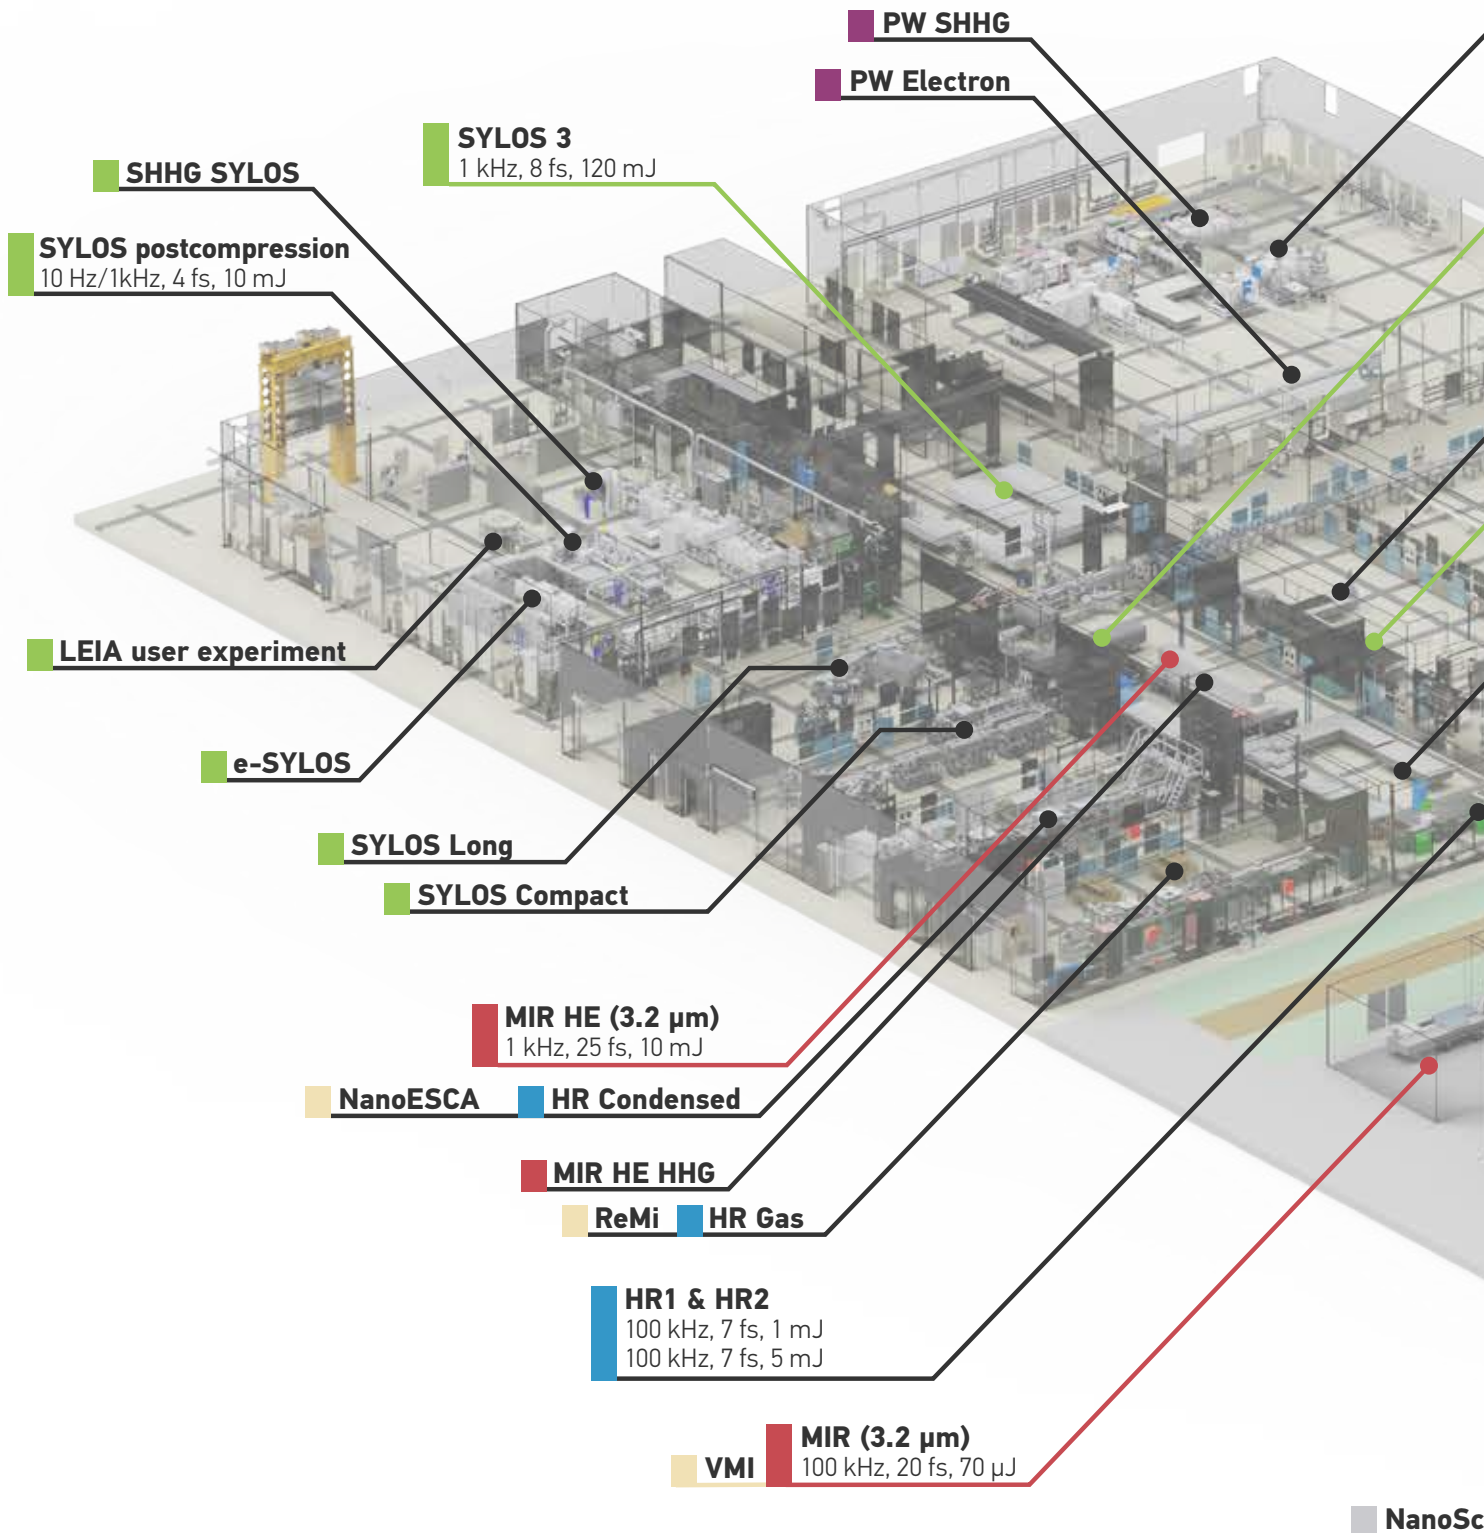 PW SHHG
PW Electron
SYLOS 3
1 kHz, 8 fs, 120 mJ
SHHG SYLOS
SYLOS postcompression
10 Hz/1kHz, 4 fs, 10 mJ
LEIA user experiment
e-SYLOS
SYLOS Long
SYLOS Compact
MIR HE (3.2 µm)
1 kHz, 25 fs, 10 mJ
NanoESCA HR Condensed
MIR HE HHG
ReMi HR Gas
HR1 & HR2
100 kHz, 7 fs, 1 mJ
100 kHz, 7 fs, 5 mJ
VMI
MIR (3.2 µm)
100 kHz, 20 fs, 70 µJ
NanoSc